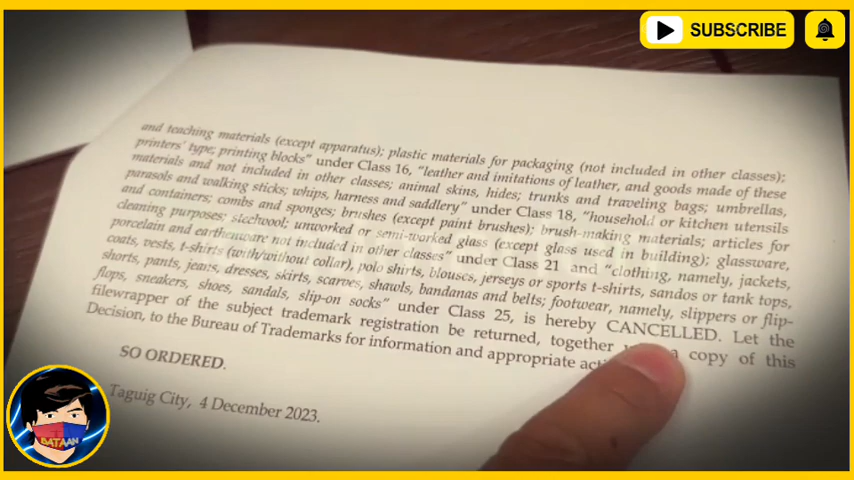 SUBSCRIBE
and teaching materials (except apparatus); plastic materials for packaging (not included in other classes);
printers' type; printing blocks" under Class 16, "leather and imitations of leather, and goods made of these
materials and not included in other classes; animal skins, hides; trunks and traveling bags; umbrellas,
parasols and walking sticks; whips, harness and saddlery" under Class 18, "household or kitchen utensils
and containers; combs and sponges; brushes (except paint brushes); brush-making materials; articles for
cleaning purposes; steelwool; unworked or semi-worked glass (except glass used in building); glassware,
porcelain and earthenware not included in other classes" under Class 21 and "clothing, namely, jackets,
coats, vests, t-shirts (with/without collar), polo shirts, blouses, jerseys or sports t-shirts, sandos or tank tops,
shorts, pants, jeans, dresses, skirts, scarves, shawls, bandanas and belts; footwear, namely, slippers or flip-
flops, sneakers, shoes, sandals, slip-on socks" under Class 25, is hereby CANCELLED. Let the
filewrapper of the subject trademark registration be returned, together a copy of this
Decision, to the Bureau of Trademarks for information and appropriate
SO ORDERED.
Taguig City, 4 December 2023.
BATAAN